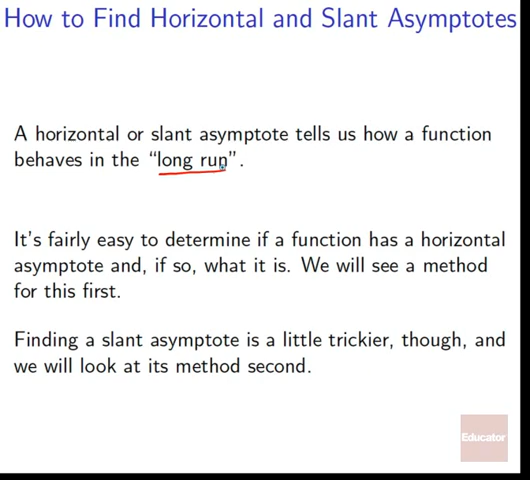 How to Find Horizontal and Slant Asymptotes
A horizontal or slant asymptote tells us how a function
behaves in the “long run”.
It's fairly easy to determine if a function has a horizontal
asymptote and, if so, what it is. We will see a method
for this first.
Finding a slant asymptote is a little trickier, though, and
we will look at its method second.
Educator